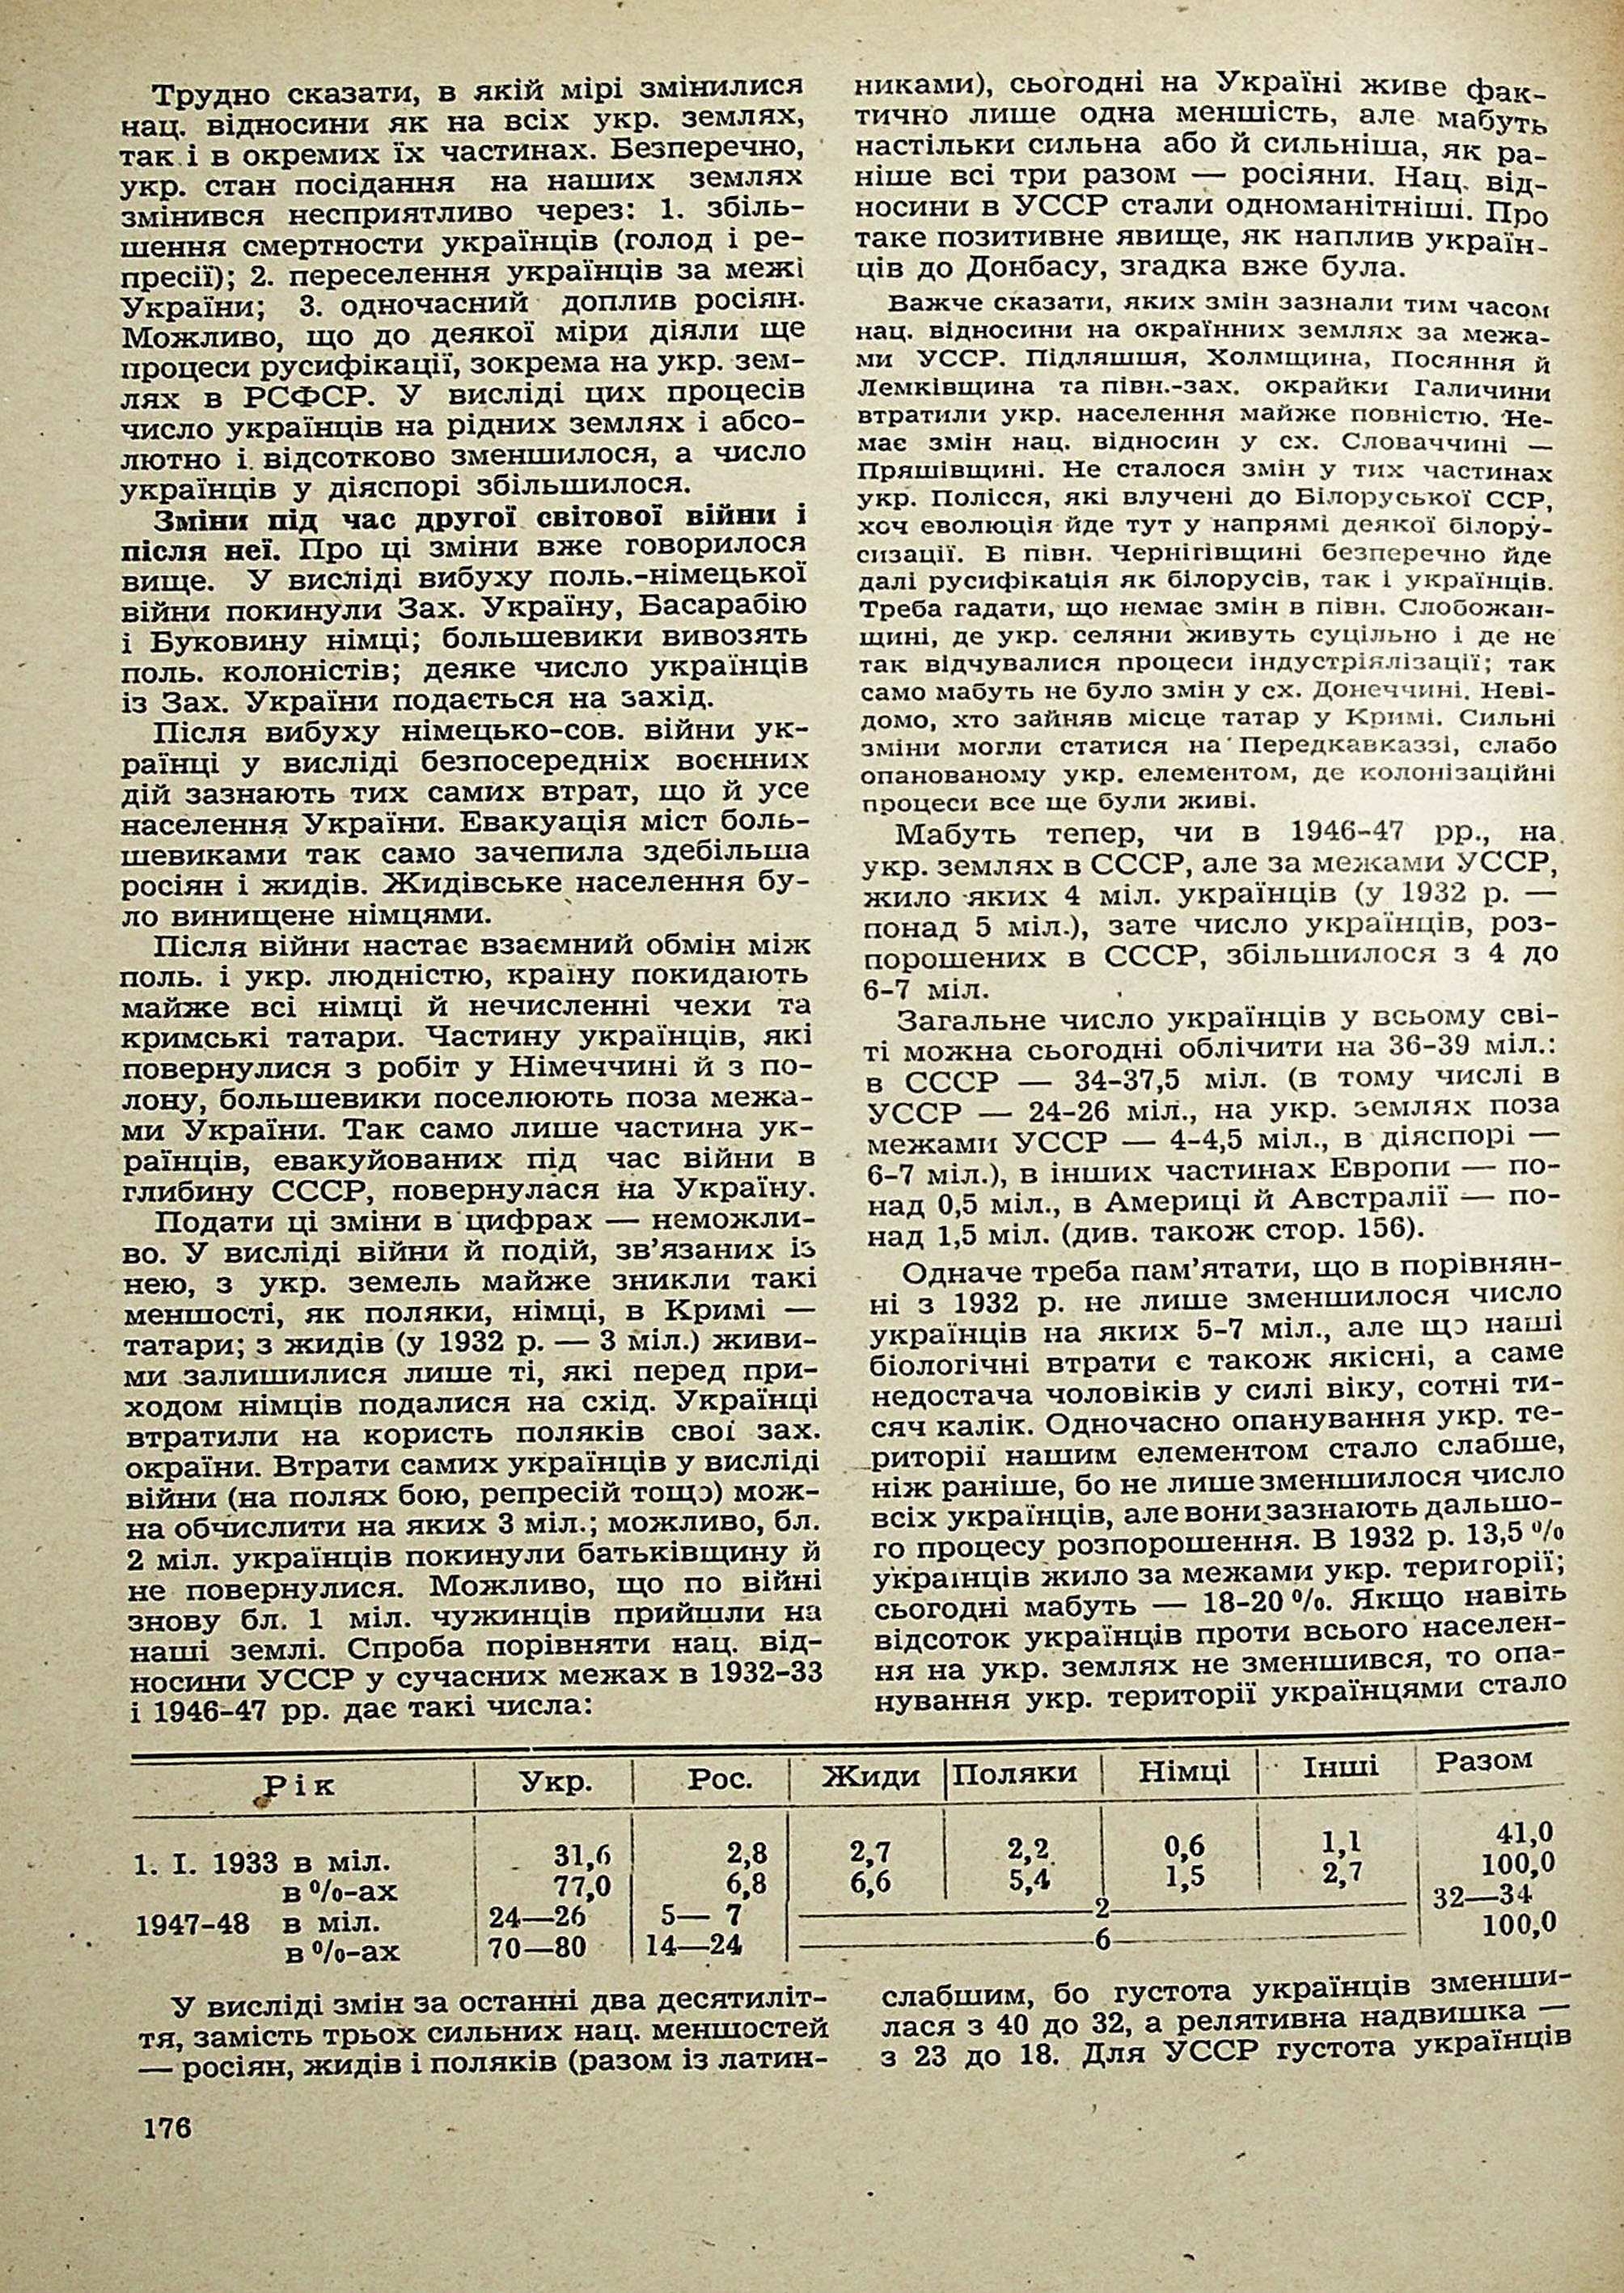 Трудно сказати, в якій мірі змінилися
нац. відносини як на всіх укр. землях,
так і в окремих їх частинах. Безперечно,
укр. стан посідання на наших землях
змінився несприятливо через: 1. збіль-
шення смертности українців (голод і ре-
пресії); 2. переселення українців за межі
України; 3. одночасний доплив росіян.
Можливо, що до деякої міри діяли ще
процеси русифікації, зокрема на укр. зем-
лях в РСФСР. У висліді цих процесів
число українців на рідних землях і абсо-
лютно і відсотково зменшилося, а число
українців у діяспорі збільшилося.
Зміни під час другої світової війни і
після неї. Про ці зміни вже говорилося
вище. У висліді вибуху поль.-німецької
війни покинули Зах. Україну, Басарабію
і Буковину німці; большевики вивозять
поль. колоністів; деяке число українців
із Зах. України подається на захід.
Після вибуху німецько-сов. війни ук-
раїнці у висліді безпосередніх воєнних
дій зазнають тих самих втрат, що й усе
населення України. Евакуація міст боль-
шевиками так само зачепила здебільша
росіян і жидів. Жидівське населення бу-
ло винищене німцями.
Після війни настає взаємний обмін між
поль. і укр. людністю, країну покидають
майже всі німці й нечисленні чехи та
кримські татари. Частину українців, які
повернулися з робіт у Німеччині й з по-
лону, большевики поселюють поза межа-
ми України. Так само лише частина ук-
раїнців, евакуйованих під час війни в
глибину СССР, повернулася на Україну.
Подати ці зміни в цифрах — неможли-
во. У висліді війни й подій, зв'язаних із
нею, з укр. земель майже зникли такі
меншості, як поляки, німці, в Кримі —
татари; з жидів (у 1932 р. — 3 міл.) живи-
ми залишилися лише ті, які перед при-
ходом німців подалися на схід. Українці
втратили на користь поляків свої зах.
окраїни. Втрати самих українців у висліді
війни (на полях бою, репресій тощо) мож-
на обчислити на яких 3 міл.; можливо, бл.
2 міл. українців покинули батьківщину й
не повернулися. Можливо, що по війні
знову бл. 1 міл. чужинців прийшли на
наші землі. Спроба порівняти нац. від-
носини УССР у сучасних межах в 1932-33
і 1946-47 рр. дає такі числа:
никами), сьогодні на Україні живе фак-
тично лише одна меншість, але мабуть
настільки сильна або й сильніша, як ра-
ніше всі три разом — росіяни. Нац. від-
носини в УССР стали одноманітніші. Про
таке позитивне явище, як наплив україн-
ців до Донбасу, згадка вже була.
Важче сказати, яких змін зазнали тим часом
нац. відносини на окраїнних землях за межа-
ми УССР. Підляшшя, Холмщина, Посяння й
Лемківщина та півн.-зах. окрайки Галичини
втратили укр. населення майже повністю. Не-
має змін нац. відносин у сх. Словаччині —
Пряшівщині. Не сталося змін у тих частинах
укр. Полісся, які влучені до Білоруської ССР,
хоч еволюція йде тут у напрямі деякої білору-
сизації. В півн. Чернігівщині безперечно йде
далі русифікація як білорусів, так і українців.
Треба гадати, що немає змін в півн. Слобожан-
щині, де укр. селяни живуть суцільно і де не
так відчувалися процеси індустріялізації; так
само мабуть не було змін у сх. Донеччині. Неві-
домо, хто зайняв місце татар у Кримі. Сильні
зміни могли статися на Передкавказзі, слабо
опанованому укр. елементом, де колонізаційні
процеси все ще були живі.
Мабуть тепер, чи в 1946-47 рр., на
укр. землях в СССР, але за межами УССР,
жило яких 4 міл. українців (у 1932 р. —
понад 5 міл.), зате число українців, роз-
порошених в СССР, збільшилося з 4 до
6-7 міл.
Загальне число українців у всьому сві-
ті можна сьогодні облічити на 36-39 міл.:
в СССР — 34-37,5 міл. (в тому числі в
УССР — 24-26 міл., на укр. землях поза
межами УССР — 4-4,5 міл., в діяспорі —
6-7 міл.), в інших частинах Европи — по-
над 0,5 міл., в Америці й Австралії — по-
над 1,5 міл. (див. також стор. 156).
Одначе треба пам'ятати, що в порівнян-
ні з 1932 р. не лише зменшилося число
українців на яких 5-7 міл., але що наші
біологічні втрати є також якісні, а саме
недостача чоловіків у силі віку, сотні ти-
сяч калік. Одночасно опанування укр. те-
риторії нашим елементом стало слабше,
ніж раніше, бо не лише зменшилося число
всіх українців, але вони зазнають дальшо-
го процесу розпорошення. В 1932 р. 13,5 %
українців жило за межами укр. території;
сьогодні мабуть — 18-20 %. Якщо навіть
відсоток українців проти всього населен-
ня на укр. землях не зменшився, то опа-
нування укр. території українцями стало
Рік Укр. Рос. Жиди Поляки Німці Інші Разом
1. I. 1933 в міл. 31,6 2,8 2,7 2,2 0,6 1,1 41,0
в %-ах 77,0 6,8 6,6 5,4 1,5 2,7 100,0
1947-48 в міл. 24—26 5— 7 2 32—34
в %-ах 70—80 14—24 6 100,0
У висліді змін за останні два десятиліт-
тя, замість трьох сильних нац. меншостей
— росіян, жидів і поляків (разом із латин-
слабшим, бо густота українців зменши-
лася з 40 до 32, а релятивна надвишка —
з 23 до 18. Для УССР густота українців
176